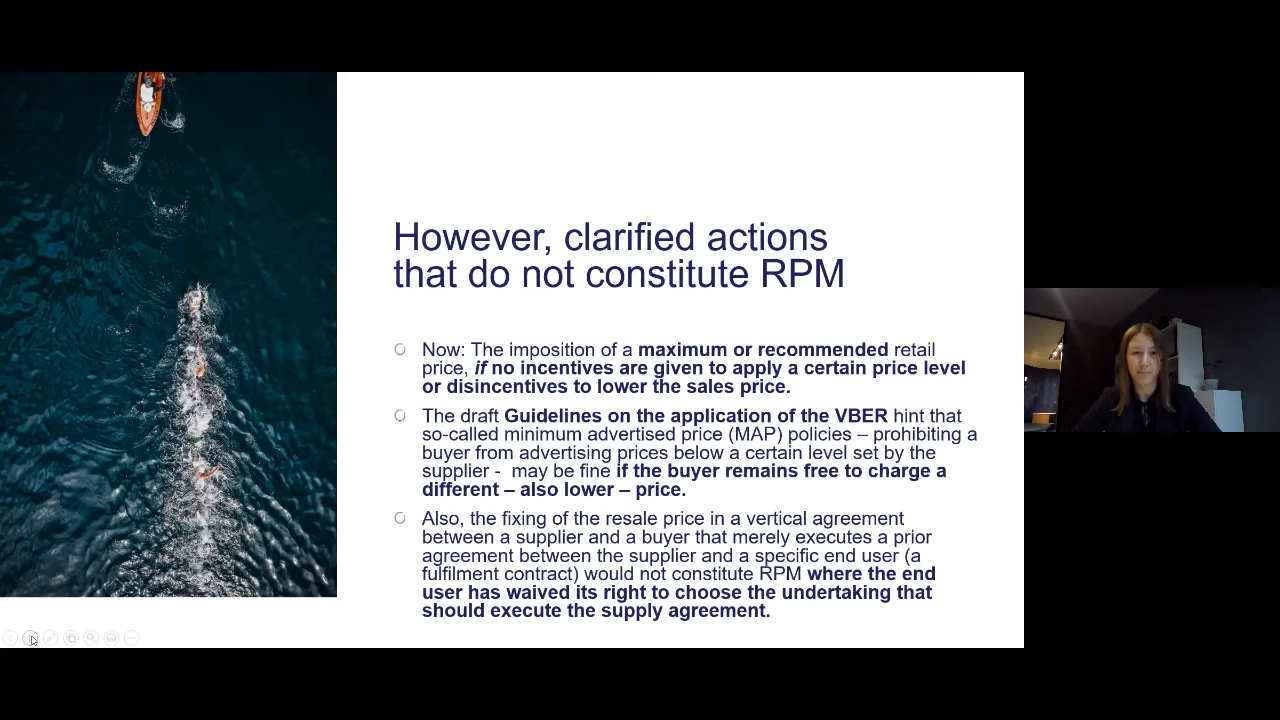 However, clarified actions
that do not constitute RPM
Now: The imposition of a maximum or recommended retail
price, if no incentives are given to apply a certain price level
or disincentives to lower the sales price.
The draft Guidelines on the application of the VBER hint that
so-called minimum advertised price (MAP) policies – prohibiting a
buyer from advertising prices below a certain level set by the
supplier - may be fine if the buyer remains free to charge a
different – also lower – price.
Also, the fixing of the resale price in a vertical agreement
between a supplier and a buyer that merely executes a prior
agreement between the supplier and a specific end user (a
fulfilment contract) would not constitute RPM where the end
user has waived its right to choose the undertaking that
should execute the supply agreement.